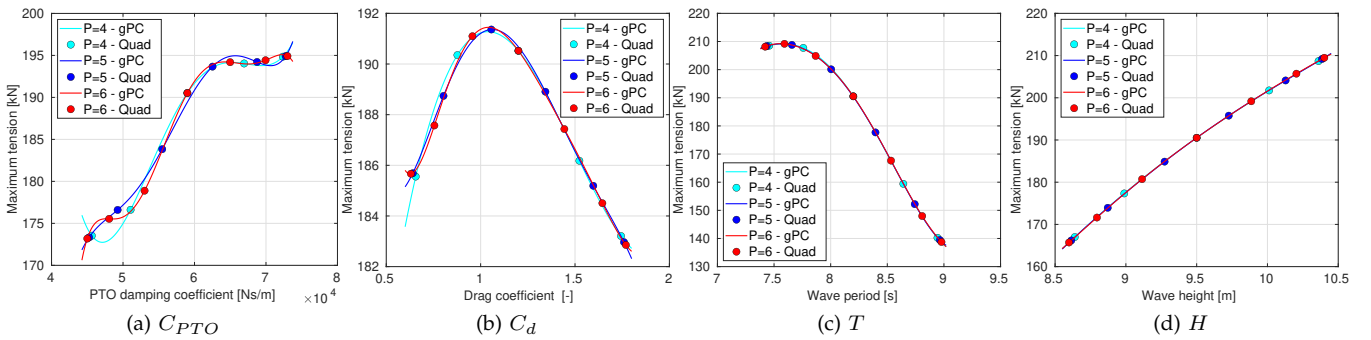 Maximum tension [kN]
200
195
190
185
180
175
170
P=4 - gPC
P=4 - Quad
P=5 - gPC
P=5 - Quad
P=6 - gPC
P=6 - Quad
4 5 6 7 8
PTO damping coefficient [Ns/m] ×10⁴
(a) C_{PTO}
Maximum tension [kN]
192
190
188
186
184
182
P=4 - gPC
P=4 - Quad
P=5 - gPC
P=5 - Quad
P=6 - gPC
P=6 - Quad
0.5 1 1.5 2
Drag coefficient [-]
(b) C_d
Maximum tension [kN]
220
210
200
190
180
170
160
150
140
130
P=4 - gPC
P=4 - Quad
P=5 - gPC
P=5 - Quad
P=6 - gPC
P=6 - Quad
7 7.5 8 8.5 9 9.5
Wave period [s]
(c) T
Maximum tension [kN]
220
210
200
190
180
170
160
P=4 - gPC
P=4 - Quad
P=5 - gPC
P=5 - Quad
P=6 - gPC
P=6 - Quad
8.5 9 9.5 10 10.5
Wave height [m]
(d) H